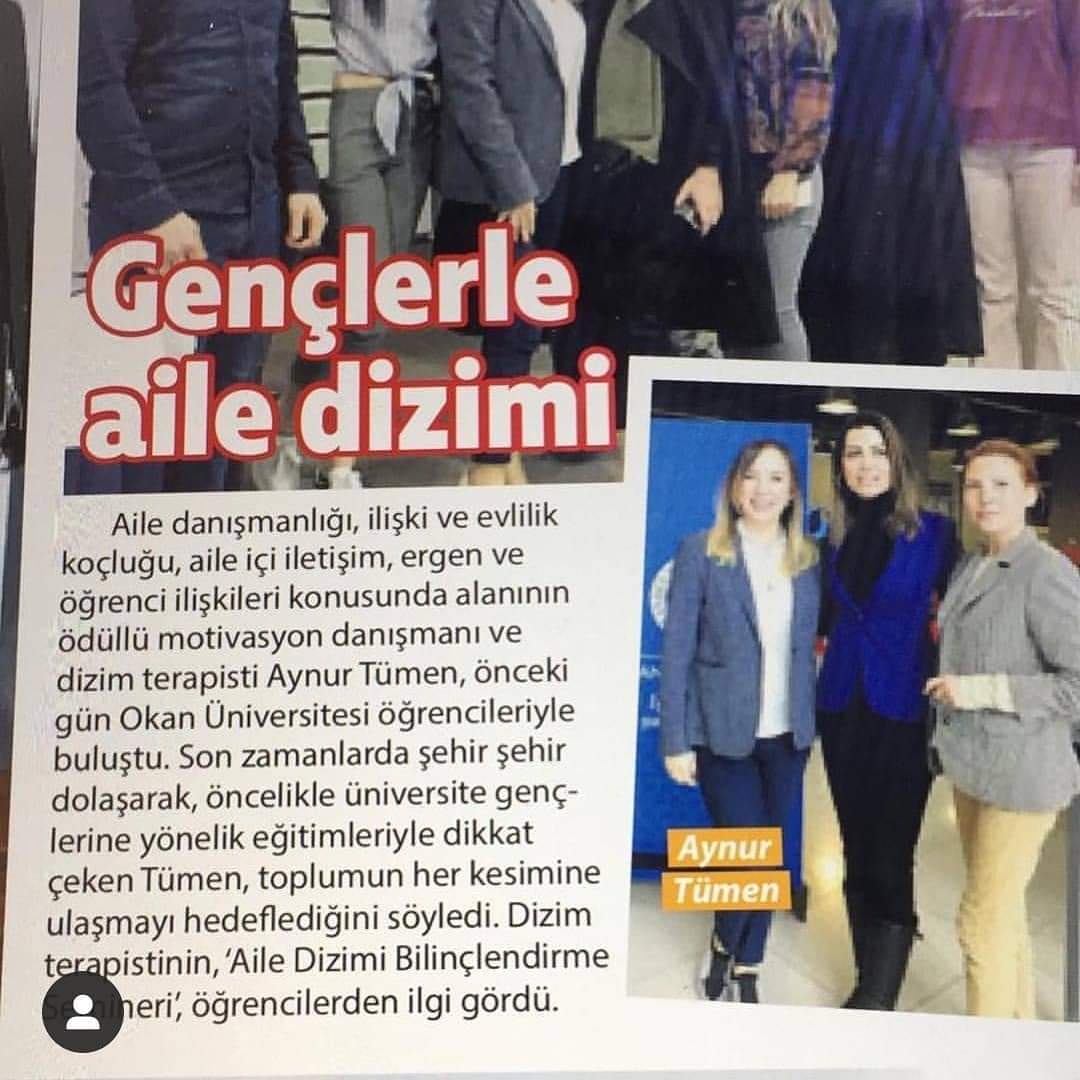 Gençlerle
aile dizimi
Aile danışmanlığı, ilişki ve evlilik
koçluğu, aile içi iletişim, ergen ve
öğrenci ilişkileri konusunda alanının
ödüllü motivasyon danışmanı ve
dizim terapisti Aynur Tümen, önceki
gün Okan Üniversitesi öğrencileriyle
buluştu. Son zamanlarda şehir şehir
dolaşarak, öncelikle üniversite genç-
lerine yönelik eğitimleriyle dikkat
çeken Tümen, toplumun her kesimine
ulaşmayı hedeflediğini söyledi. Dizim
terapistinin, ‘Aile Dizimi Bilinçlendirme
Semineri’, öğrencilerden ilgi gördü.
Aynur
Tümen